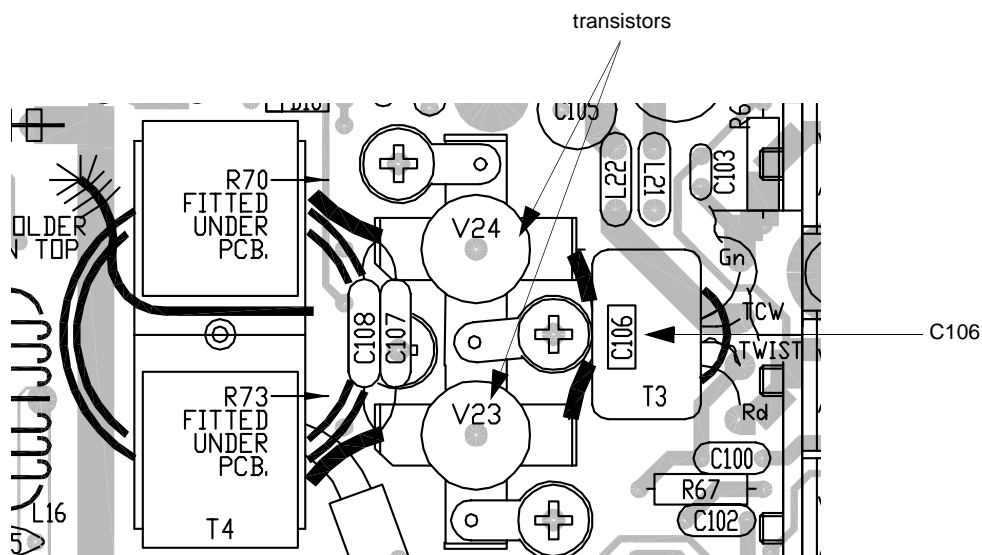 transistors
C105
R70
FITTED
UNDER
PCB.
V24
L22
L21
C103
Gn
OLDER
TOP
C108
C107
C106
TCW
TWIST
C106
R73
FITTED
UNDER
PCB.
V23
T3
Rd
C100
R67
C102
L16
T4